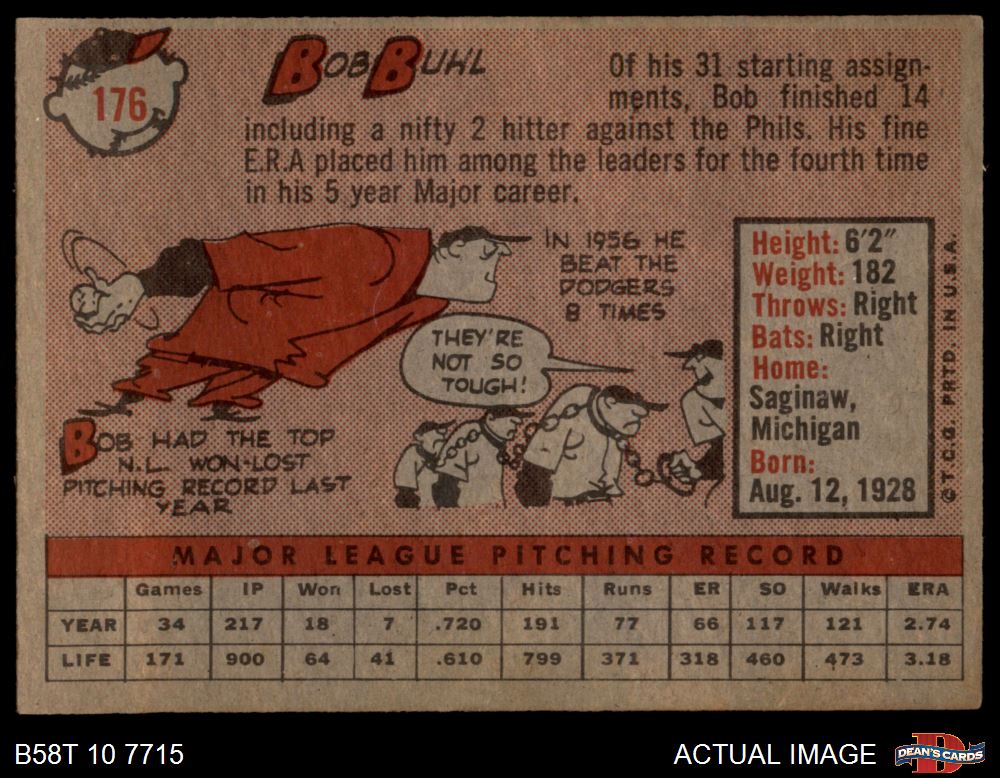 176
BOB BUHL
Of his 31 starting assign-
ments, Bob finished 14
including a nifty 2 hitter against the Phils. His fine
E.R.A placed him among the leaders for the fourth time
in his 5 year Major career.
IN 1956 HE
BEAT THE
DODGERS
8 TIMES
THEY'RE
NOT SO
TOUGH!
BOB HAD THE TOP
N.L. WON-LOST
PITCHING RECORD LAST
YEAR
Height: 6'2"
Weight: 182
Throws: Right
Bats: Right
Home:
Saginaw,
Michigan
Born:
Aug. 12, 1928
© T.C.G. PRTD. IN U.S.A.
MAJOR LEAGUE PITCHING RECORD
Games IP Won Lost Pct Hits Runs ER SO Walks ERA
YEAR 34 217 18 7 .720 191 77 66 117 121 2.74
LIFE 171 900 64 41 .610 799 371 318 460 473 3.18
B58T 10 7715
ACTUAL IMAGE
DEAN'S CARDS